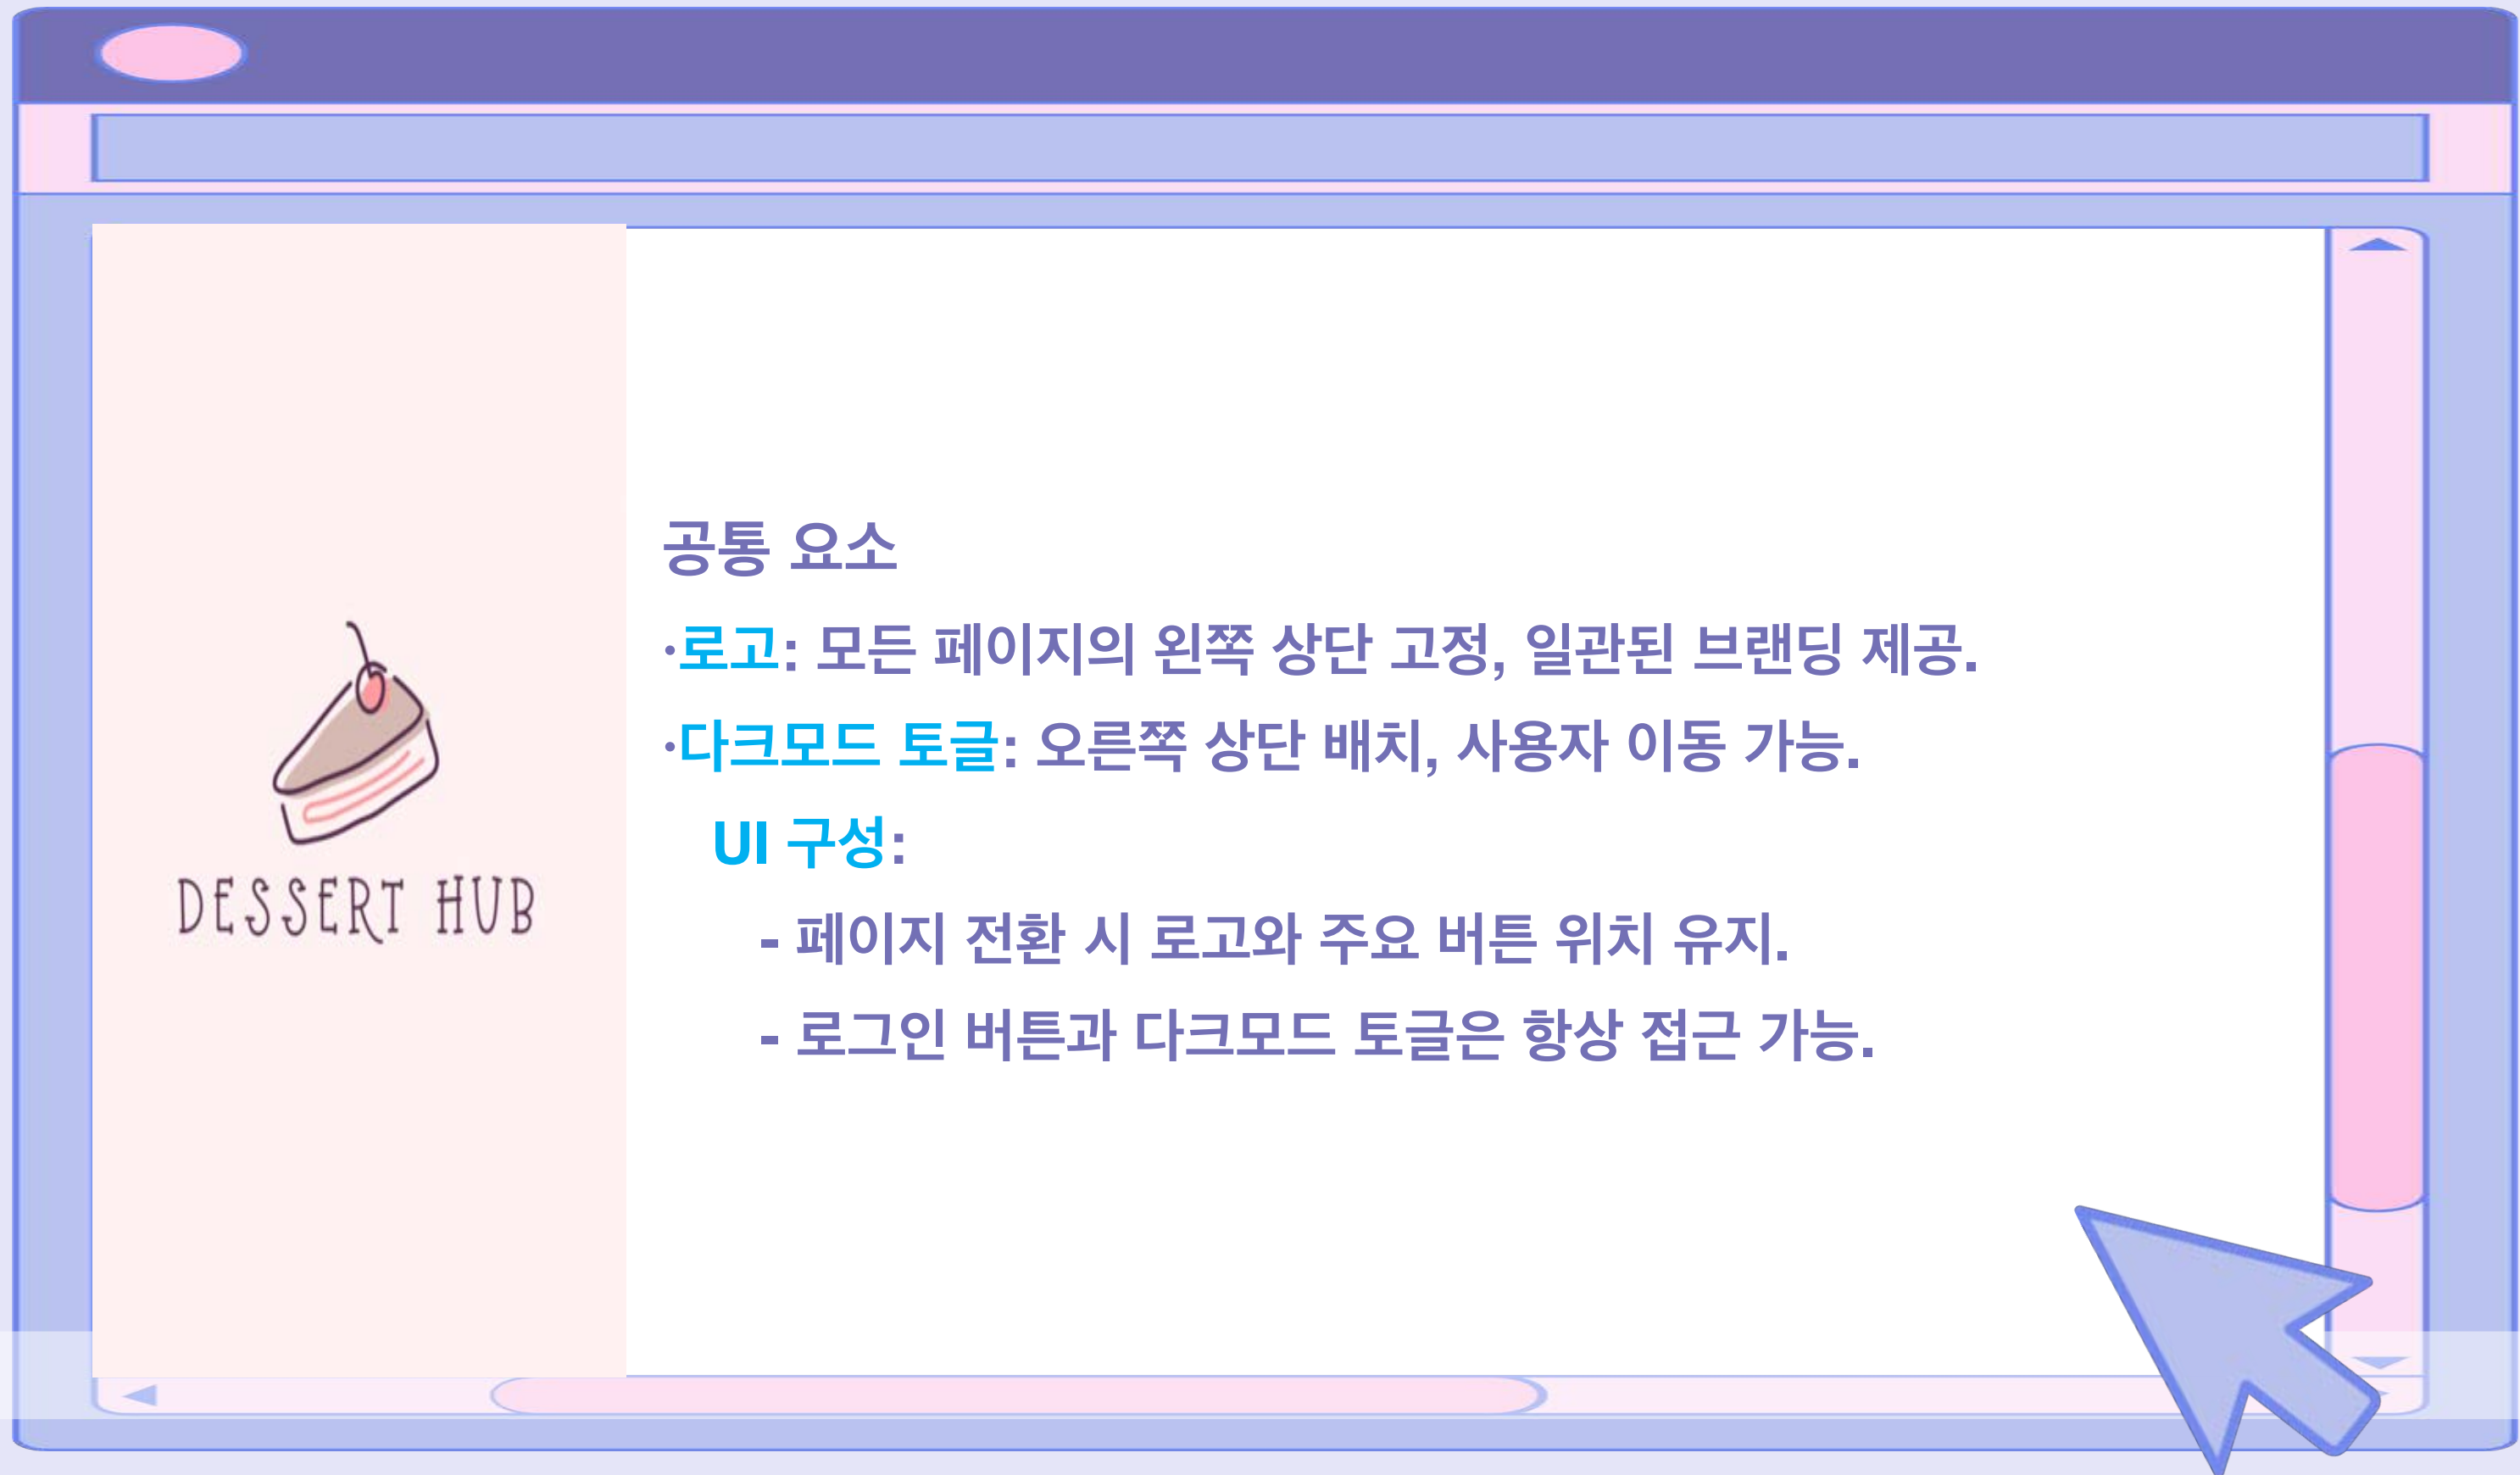 DESSERT HUB
공통 요소
·로고: 모든 페이지의 왼쪽 상단 고정, 일관된 브랜딩 제공.
·다크모드 토글: 오른쪽 상단 배치, 사용자 이동 가능.
UI 구성:
- 페이지 전환 시 로고와 주요 버튼 위치 유지.
- 로그인 버튼과 다크모드 토글은 항상 접근 가능.